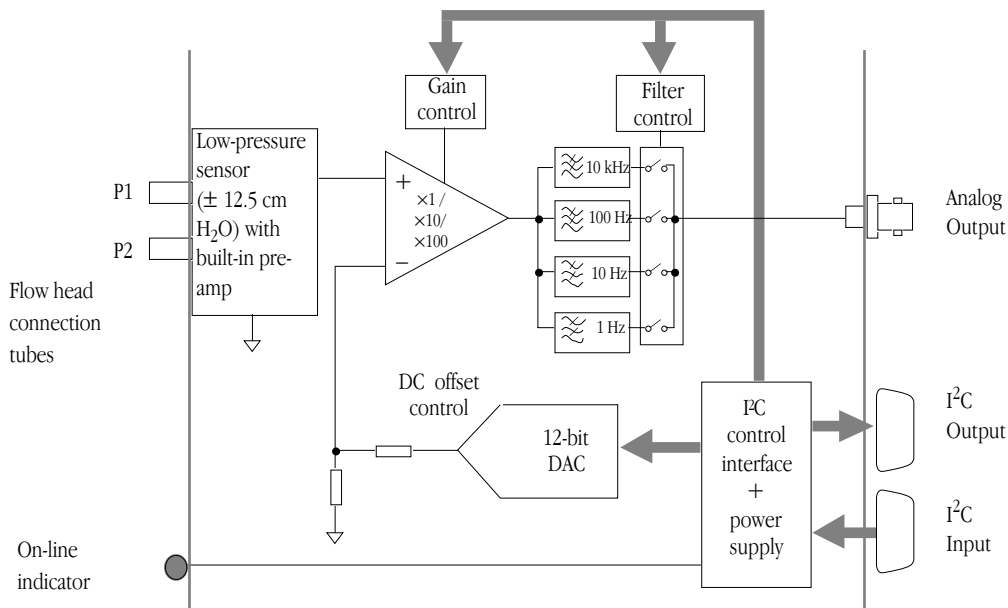 Gain
control
Filter
control
Low-pressure
sensor
(± 12.5 cm
H₂O) with
built-in pre-
amp
P1
P2
+
×1 /
×10/
×100
−
10 kHz
100 Hz
10 Hz
1 Hz
Analog
Output
Flow head
connection
tubes
DC offset
control
12-bit
DAC
I²C
control
interface
+
power
supply
I²C
Output
I²C
Input
On-line
indicator